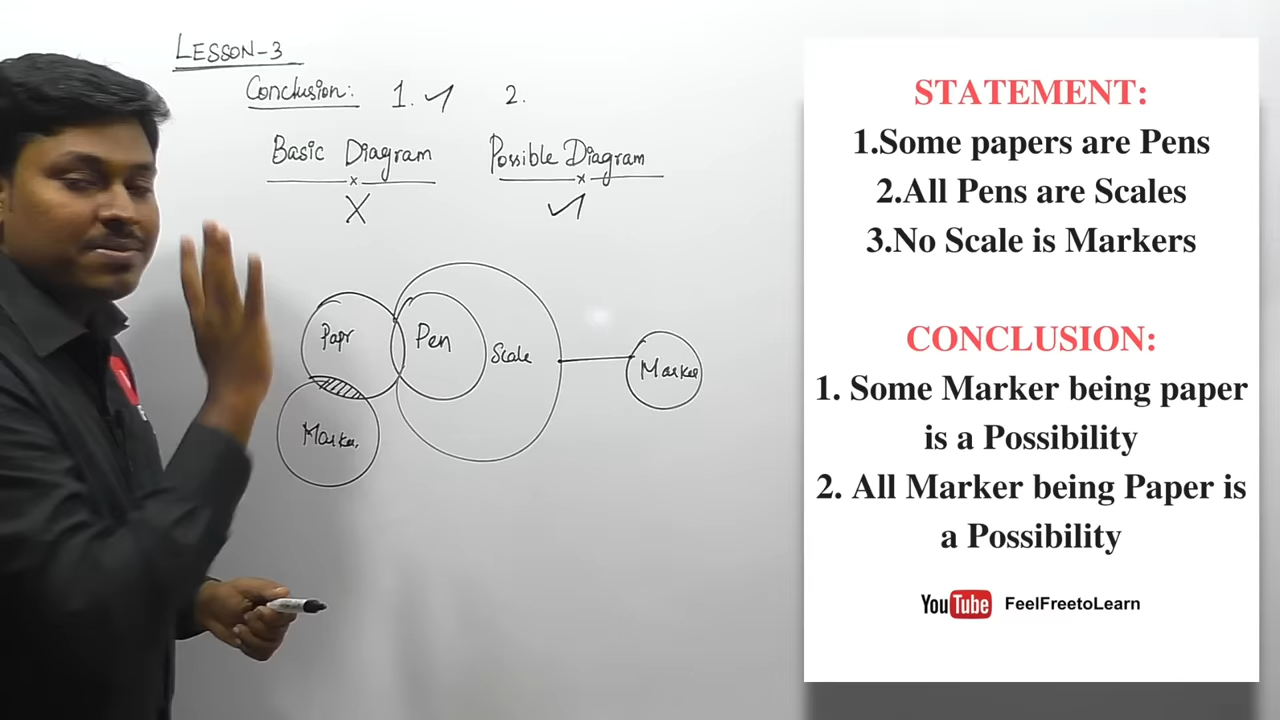 LESSON-3
Conclusion: 1. ✓ 2.
Basic Diagram Possible Diagram
X ✓
Papr Pen Scale Marker
Marker.
STATEMENT:
1.Some papers are Pens
2.All Pens are Scales
3.No Scale is Markers
CONCLUSION:
1. Some Marker being paper
is a Possibility
2. All Marker being Paper is
a Possibility
YouTube FeelFreetoLearn